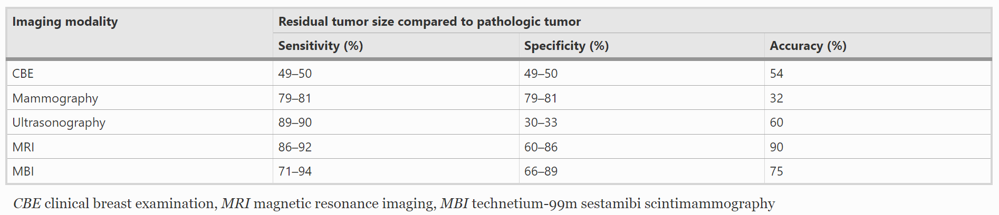 Imaging modality Residual tumor size compared to pathologic tumor
Sensitivity (%) Specificity (%) Accuracy (%)
CBE 49–50 49–50 54
Mammography 79–81 79–81 32
Ultrasonography 89–90 30–33 60
MRI 86–92 60–86 90
MBI 71–94 66–89 75
CBE clinical breast examination, MRI magnetic resonance imaging, MBI technetium-99m sestamibi scintimammography